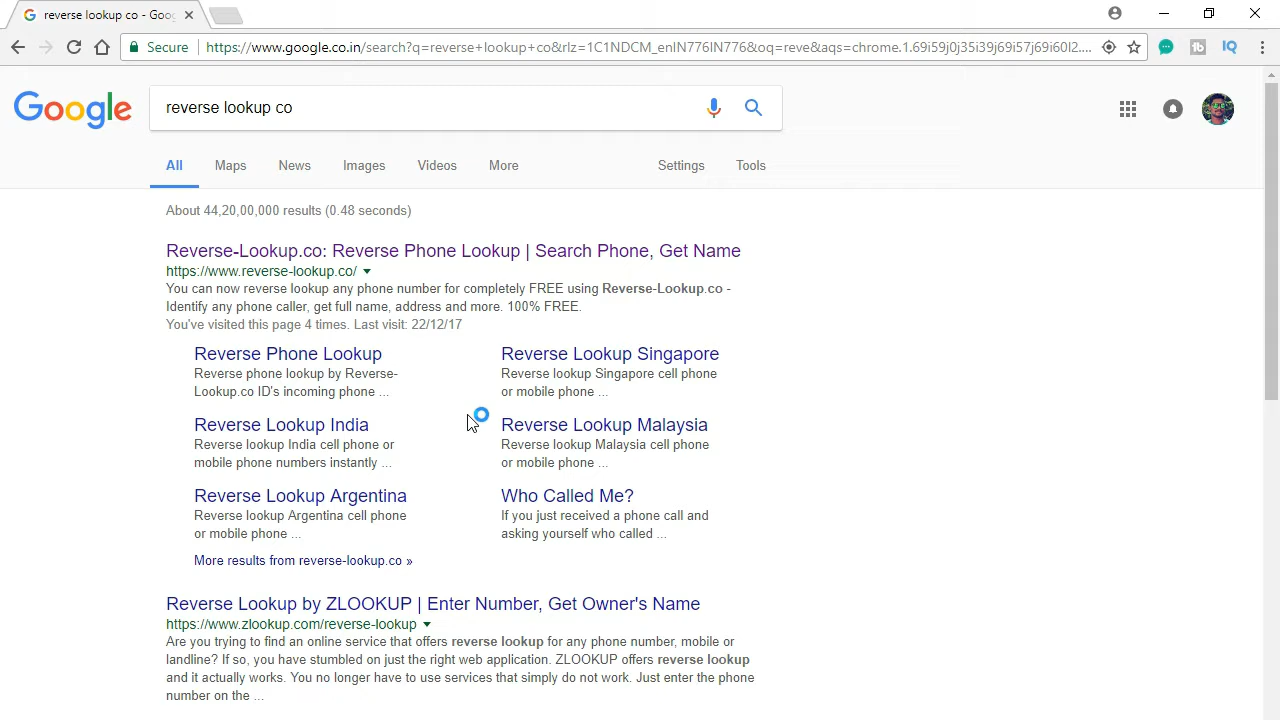 reverse lookup co - Goo
Secure
https://www.google.co.in/search?q=reverse+lookup+co&rlz=1C1NDCM_enIN776IN776&oq=reve&aqs=chrome.1.69i59j0j35i39j69i57j69i60l2....
Google
reverse lookup co
All Maps News Images Videos More Settings Tools
About 44,20,00,000 results (0.48 seconds)
Reverse-Lookup.co: Reverse Phone Lookup | Search Phone, Get Name
https://www.reverse-lookup.co/
You can now reverse lookup any phone number for completely FREE using Reverse-Lookup.co -
Identify any phone caller, get full name, address and more. 100% FREE.
You've visited this page 4 times. Last visit: 22/12/17
Reverse Phone Lookup
Reverse phone lookup by Reverse-
Lookup.co ID's incoming phone ...
Reverse Lookup Singapore
Reverse lookup Singapore cell phone
or mobile phone ...
Reverse Lookup India
Reverse lookup India cell phone or
mobile phone numbers instantly ...
Reverse Lookup Malaysia
Reverse lookup Malaysia cell phone
or mobile phone ...
Reverse Lookup Argentina
Reverse lookup Argentina cell phone
or mobile phone ...
Who Called Me?
If you just received a phone call and
asking yourself who called ...
More results from reverse-lookup.co »
Reverse Lookup by ZLOOKUP | Enter Number, Get Owner's Name
https://www.zlookup.com/reverse-lookup
Are you trying to find an online service that offers reverse lookup for any phone number, mobile or
landline? If so, you have stumbled on just the right web application. ZLOOKUP offers reverse lookup
and it actually works. You no longer have to use services that simply do not work. Just enter the phone
number on the ...